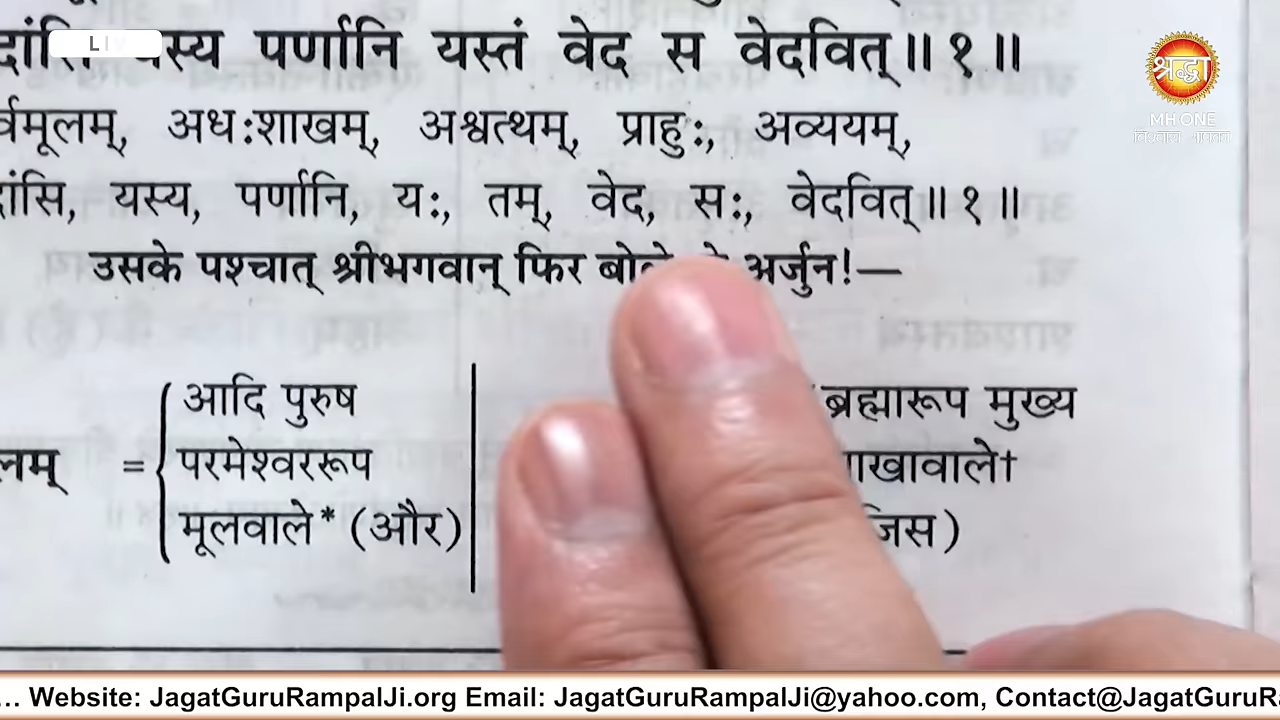 यस्य पर्णानि यस्तं वेद स वेदवित्॥१॥
श्रद्धा
MH ONE
र्वमूलम्, अध:शाखम्, अश्वत्थम्, प्राहु:, अव्ययम्,
दांसि, यस्य, पर्णानि, य:, तम्, वेद, स:, वेदवित्॥१॥
उसके पश्चात् श्रीभगवान् फिर अर्जुन!—
आदि पुरुष ब्रह्मारूप मुख्य
लम् = परमेश्वररूप ाखावाले†
मूलवाले* (और) जिस)
... Website: JagatGuruRampalJi.org Email: JagatGuruRampalJi@yahoo.com, Contact@JagatGuruR